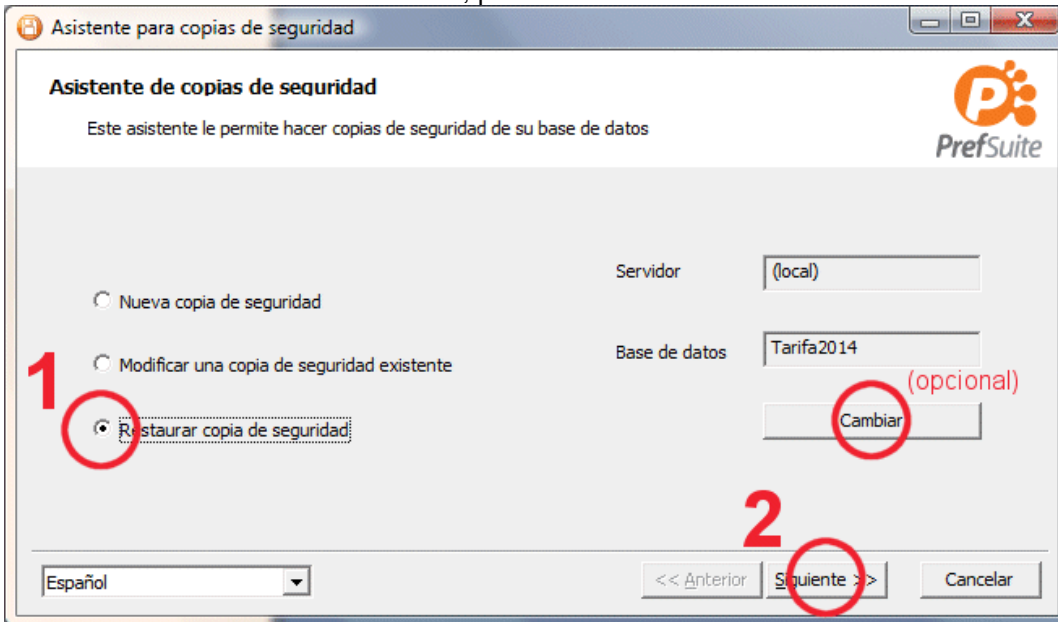 Asistente para copias de seguridad
Asistente de copias de seguridad
Este asistente le permite hacer copias de seguridad de su base de datos
PrefSuite
Servidor
(local)
Nueva copia de seguridad
Base de datos
Tarifa2014
Modificar una copia de seguridad existente
(opcional)
1
Restaurar copia de seguridad
Cambiar
2
Español
<< Anterior
Siguiente >>
Cancelar